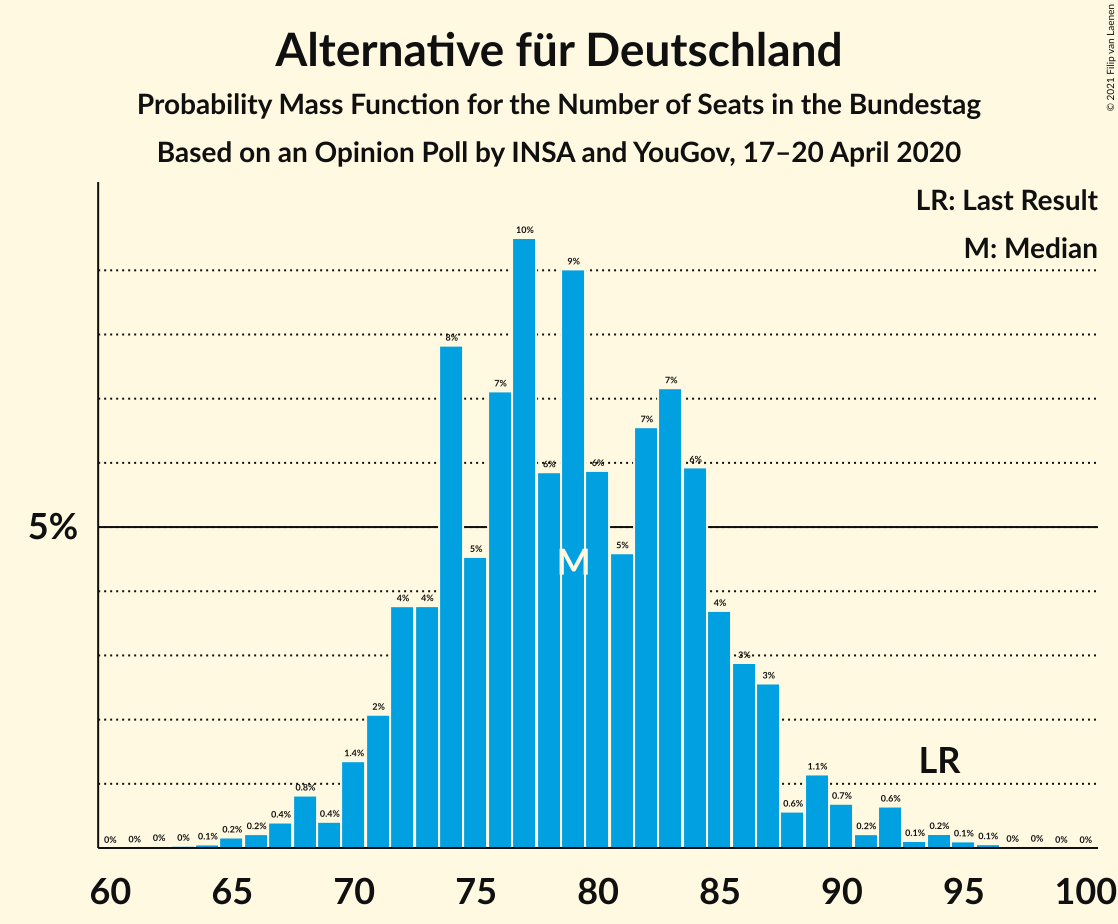 Alternative für Deutschland
Probability Mass Function for the Number of Seats in the Bundestag
Based on an Opinion Poll by INSA and YouGov, 17–20 April 2020
© 2021 Filip van Laenen
LR: Last Result
M: Median
5%
0% 0% 0% 0% 0.1% 0.2% 0.2% 0.4% 0.8% 0.4% 1.4% 2% 4% 4% 8% 5% 7% 10% 6% 9% 6% 5% 7% 7% 6% 4% 3% 3% 0.6% 1.1% 0.7% 0.2% 0.6% 0.1% 0.2% 0.1% 0.1% 0% 0% 0% 0%
M
LR
60 65 70 75 80 85 90 95 100